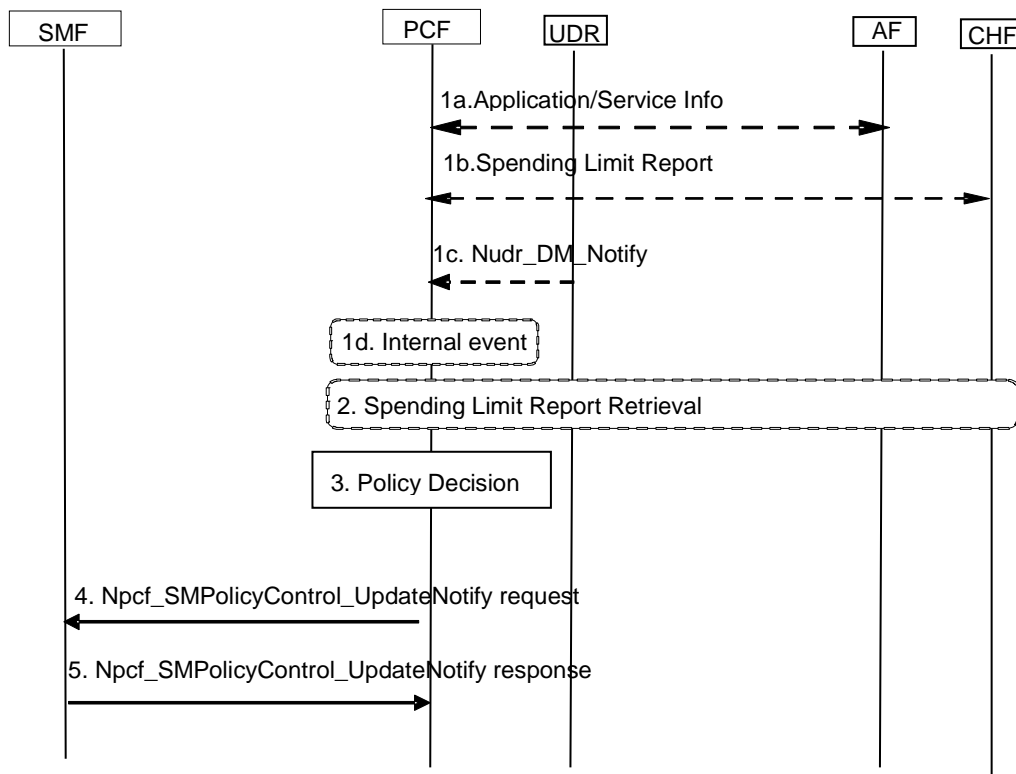 SMF
PCF
UDR
AF
CHF
1a.Application/Service Info
1b.Spending Limit Report
1c. Nudr_DM_Notify
1d. Internal event
2. Spending Limit Report Retrieval
3. Policy Decision
4. Npcf_SMPolicyControl_UpdateNotify request
5. Npcf_SMPolicyControl_UpdateNotify response